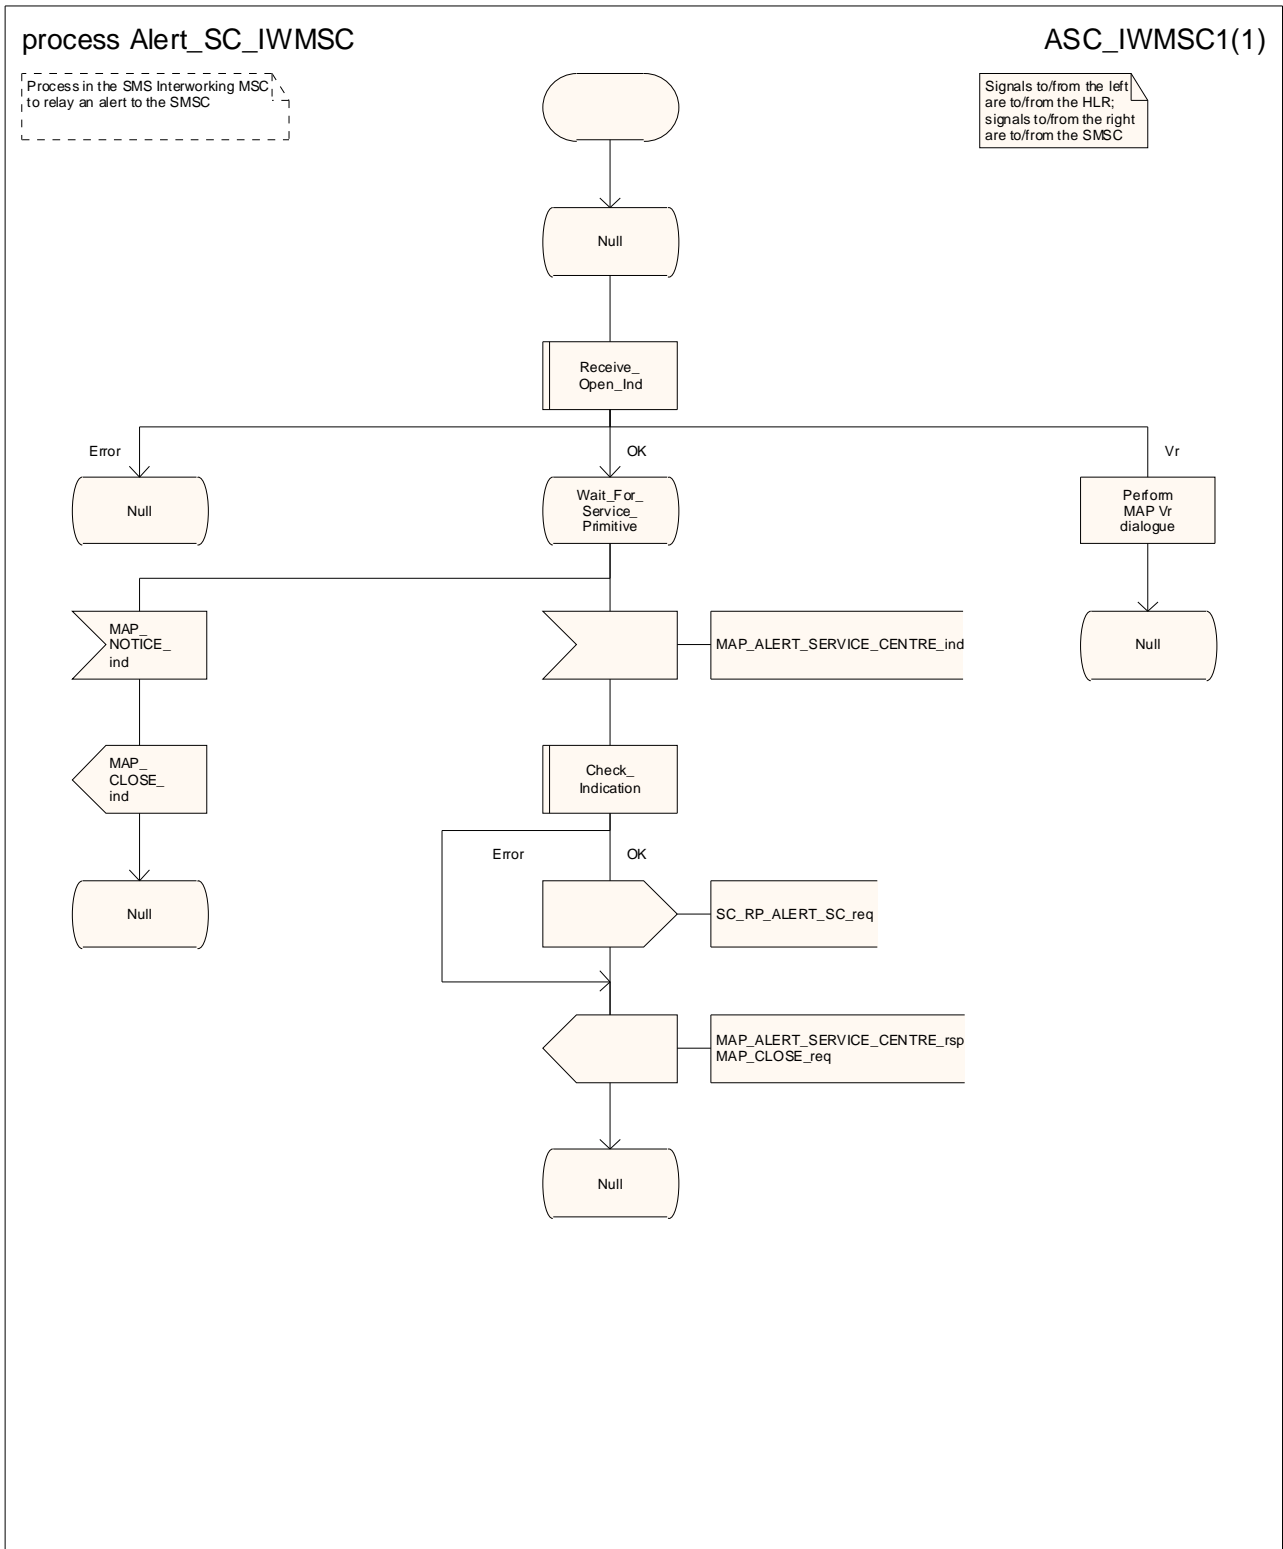 process Alert_SC_IWMSC
ASC_IWMSC1(1)
Process in the SMS Interworking MSC
to relay an alert to the SMSC
Signals to/from the left
are to/from the HLR;
signals to/from the right
are to/from the SMSC
Null
Receive_
Open_Ind
Error
OK
Vr
Null
Wait_For_
Service_
Primitive
Perform
MAP Vr
dialogue
MAP_
NOTICE_
ind
MAP_ALERT_SERVICE_CENTRE_ind
Null
MAP_
CLOSE_
ind
Check_
Indication
Error
OK
Null
SC_RP_ALERT_SC_req
MAP_ALERT_SERVICE_CENTRE_rsp
MAP_CLOSE_req
Null